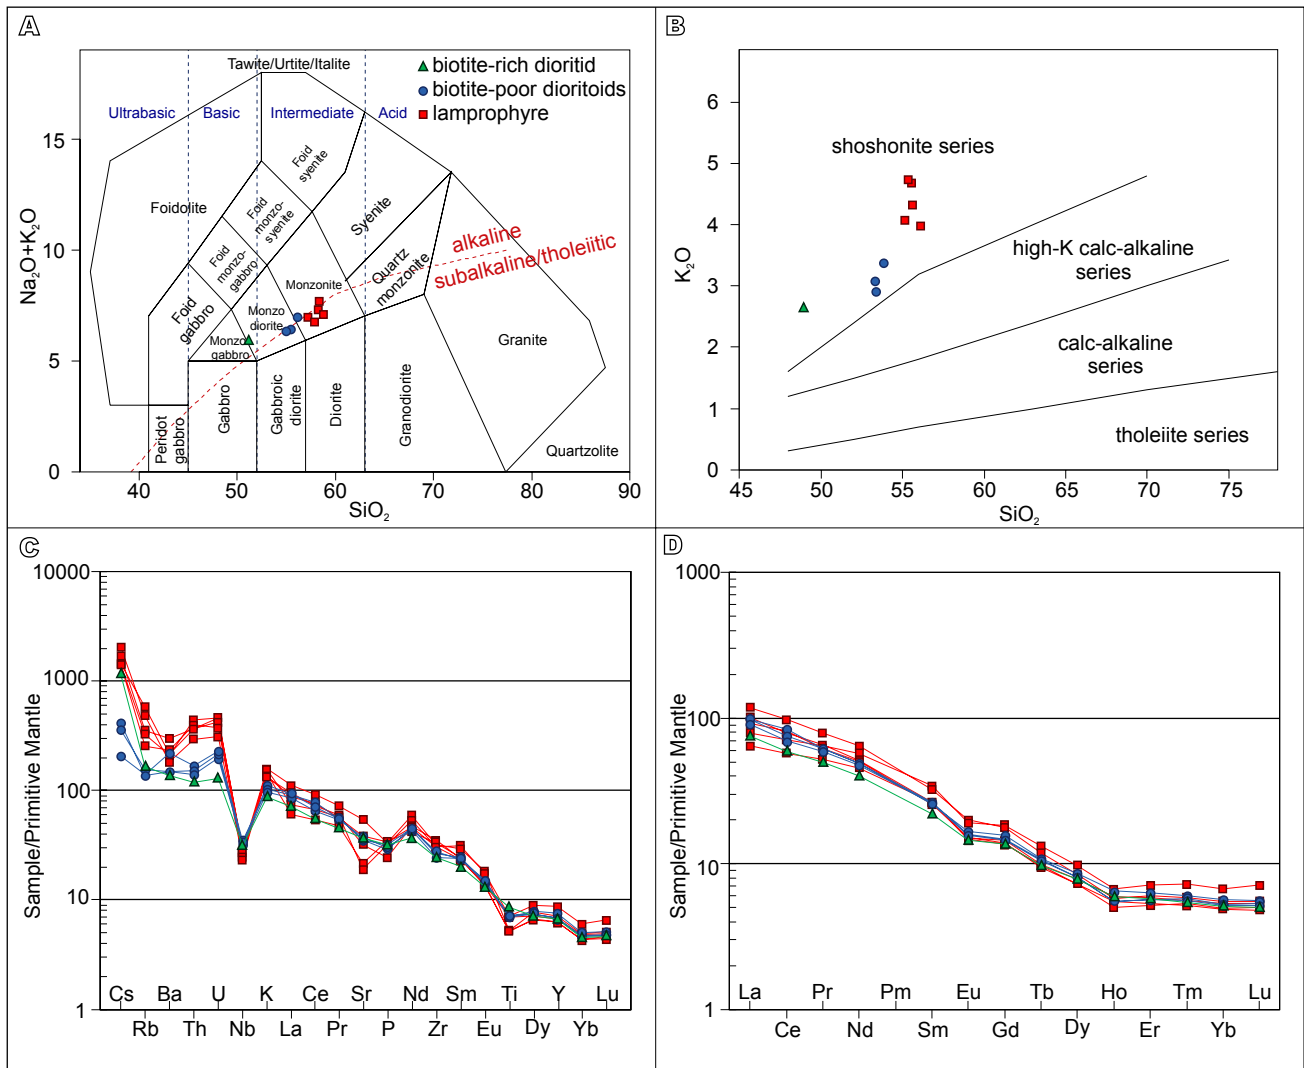 A
Tawite/Urtite/Italite
biotite-rich dioritid
biotite-poor dioritoids
lamprophyre
Ultrabasic
Basic
Intermediate
Acid
15
10
5
0
Na2O+K2O
Foidolite
Foid
syenite
Foid
monzo-
syenite
Foid
monzo-
gabbro
Foid
gabbro
Syenite
Monzonite
Quartz
monzonite
Monzo
diorite
Monzo
gabbro
alkaline
subalkaline/tholeiitic
Peridot
gabbro
Gabbro
Gabbroic
diorite
Diorite
Granodiorite
Granite
Quartzolite
40
50
60
70
80
90
SiO2
B
6
5
4
3
2
1
0
K2O
shoshonite series
high-K calc-alkaline
series
calc-alkaline
series
tholeiite series
45
50
55
60
65
70
75
SiO2
C
10000
1000
100
10
1
Sample/Primitive Mantle
Cs Ba U K Ce Sr Nd Sm Ti Y Lu
Rb Th Nb La Pr P Zr Eu Dy Yb
D
1000
100
10
1
Sample/Primitive Mantle
La Pr Pm Eu Tb Ho Tm Lu
Ce Nd Sm Gd Dy Er Yb